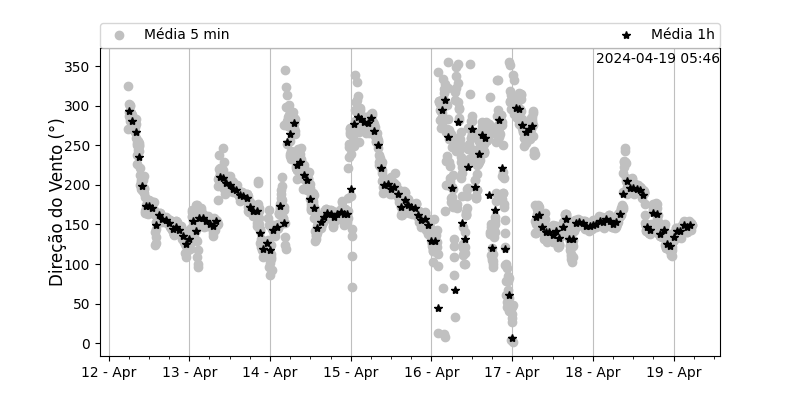 Média 5 min
Média 1h
2024-04-19 05:46
Direção do Vento (°)
350
300
250
200
150
100
50
0
12 - Apr
13 - Apr
14 - Apr
15 - Apr
16 - Apr
17 - Apr
18 - Apr
19 - Apr